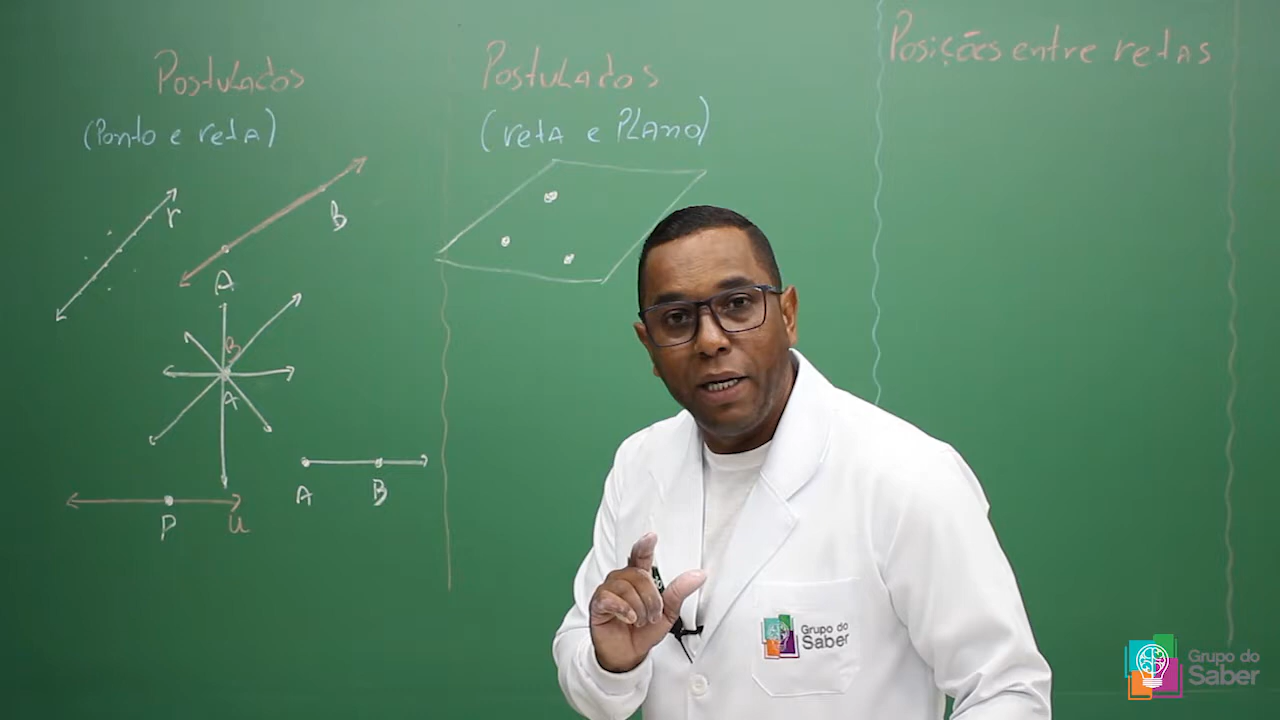 Postulados
(Ponto e reta)
r
B
A
B
A
A
B
P
u
Postulados
(reta e Plano)
Posições entre retas
Grupo do
Saber
Grupo do
Saber